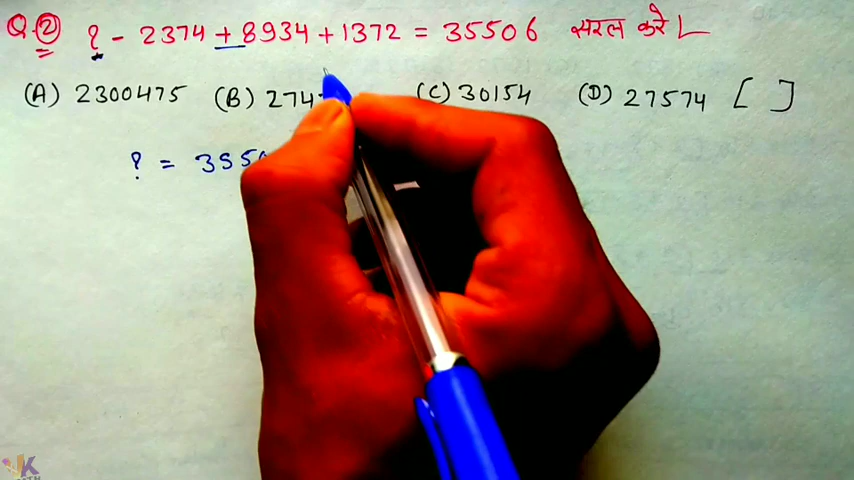 Q.② ? - 2374 + 8934 + 1372 = 35506 सरल करे
(A) 2300475 (B) 274 (C) 30154 (D) 27574 [ ]
? = 355